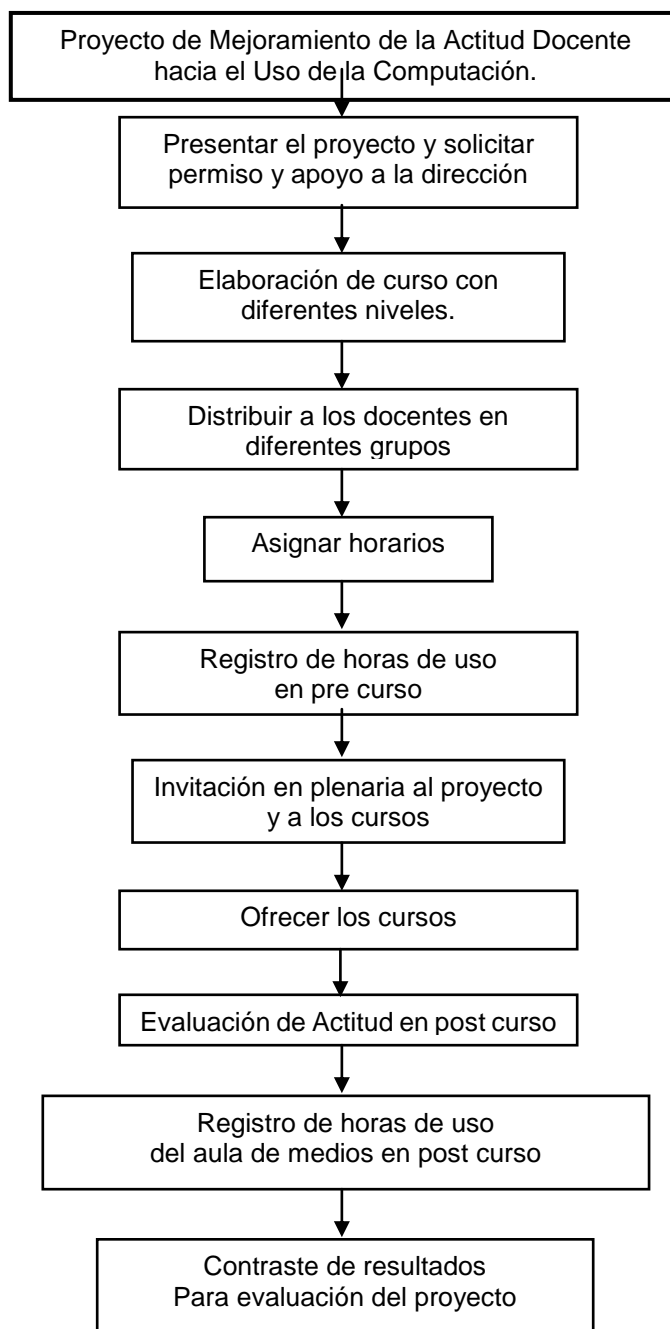 Proyecto de Mejoramiento de la Actitud Docente
hacia el Uso de la Computación.
Presentar el proyecto y solicitar
permiso y apoyo a la dirección
Elaboración de curso con
diferentes niveles.
Distribuir a los docentes en
diferentes grupos
Asignar horarios
Registro de horas de uso
en pre curso
Invitación en plenaria al proyecto
y a los cursos
Ofrecer los cursos
Evaluación de Actitud en post curso
Registro de horas de uso
del aula de medios en post curso
Contraste de resultados
Para evaluación del proyecto